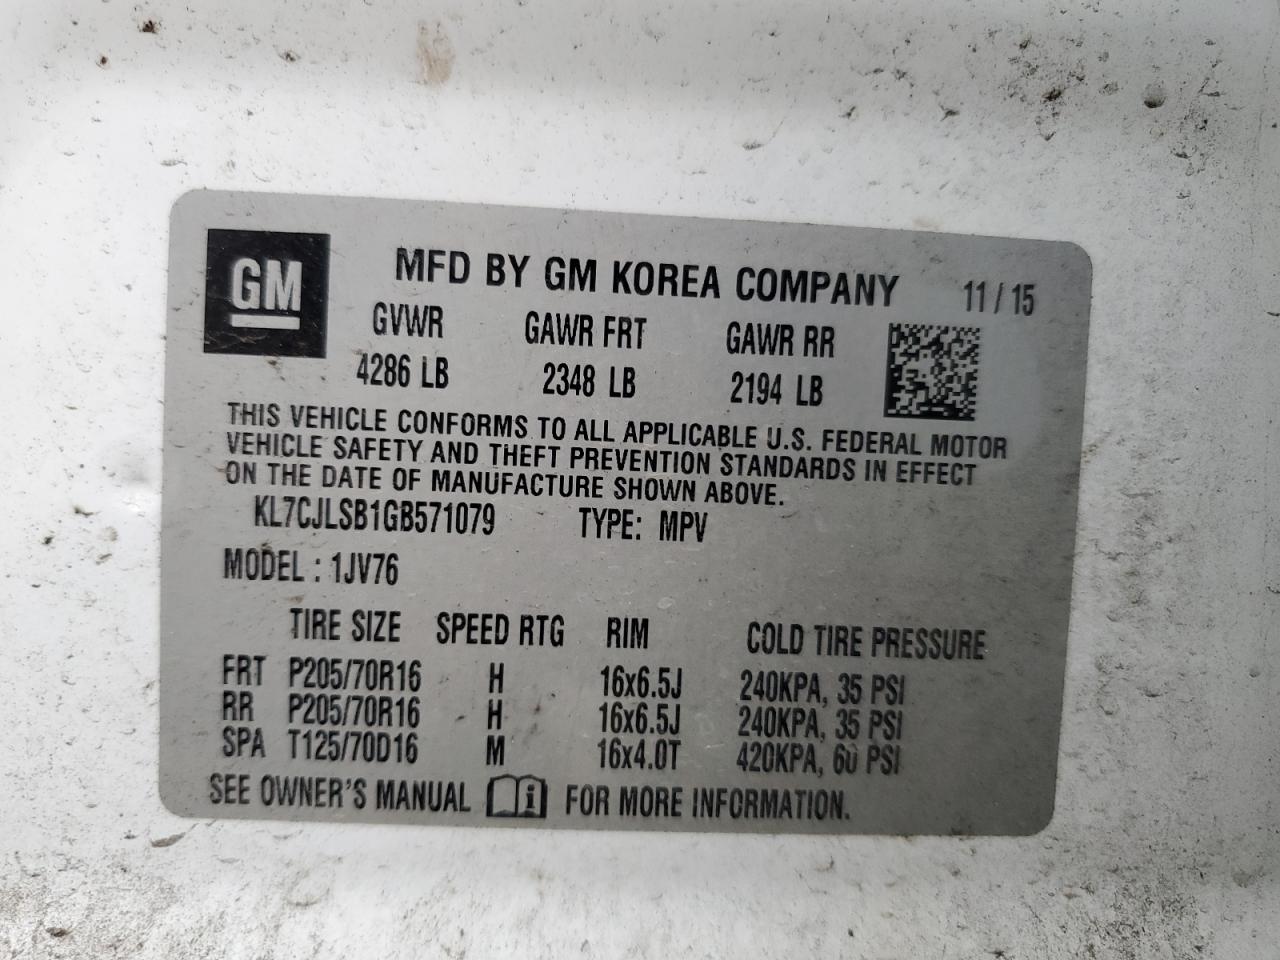 GM
MFD BY GM KOREA COMPANY 11 / 15
GVWR GAWR FRT GAWR RR
4286 LB 2348 LB 2194 LB
THIS VEHICLE CONFORMS TO ALL APPLICABLE U.S. FEDERAL MOTOR
VEHICLE SAFETY AND THEFT PREVENTION STANDARDS IN EFFECT
ON THE DATE OF MANUFACTURE SHOWN ABOVE.
KL7CJLSB1GB571079 TYPE: MPV
MODEL : 1JV76
TIRE SIZE SPEED RTG RIM COLD TIRE PRESSURE
FRT P205/70R16 H 16x6.5J 240KPA, 35 PSI
RR P205/70R16 H 16x6.5J 240KPA, 35 PSI
SPA T125/70D16 M 16x4.0T 420KPA, 60 PSI
SEE OWNER'S MANUAL i FOR MORE INFORMATION.